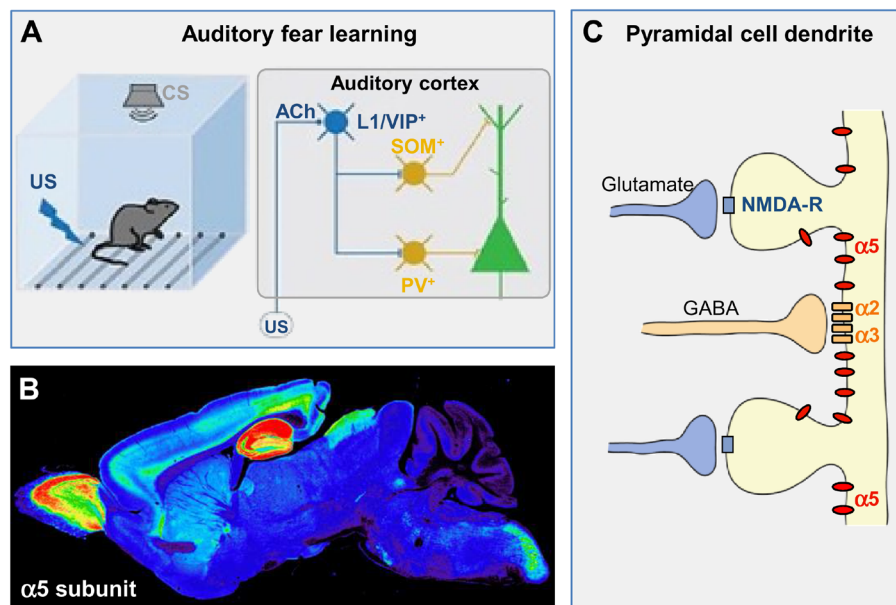 A
Auditory fear learning
CS
US
Auditory cortex
ACh
L1/VIP⁺
SOM⁺
PV⁺
US
B
α5 subunit
C
Pyramidal cell dendrite
Glutamate
NMDA-R
α5
GABA
α2
α3
α5